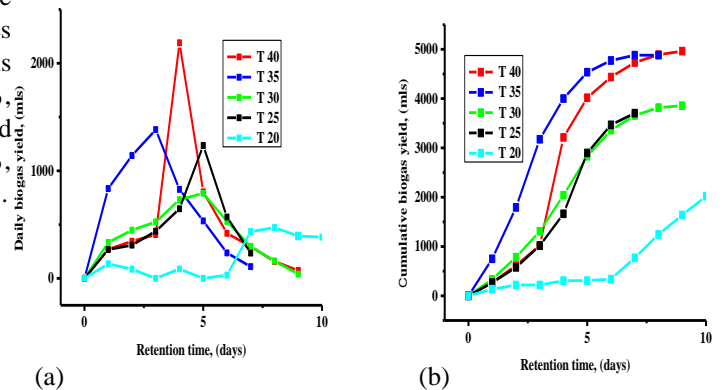 es
s
,
d
,
.
2000
1000
0
0
5
10
Daily biogas yield, (mls)
Retention time, (days)
T 40
T 35
T 30
T 25
T 20
(a)
5000
4000
3000
2000
1000
0
0
5
10
Cumulative biogas yield, (mls)
Retention time, (days)
T 40
T 35
T 30
T 25
T 20
(b)